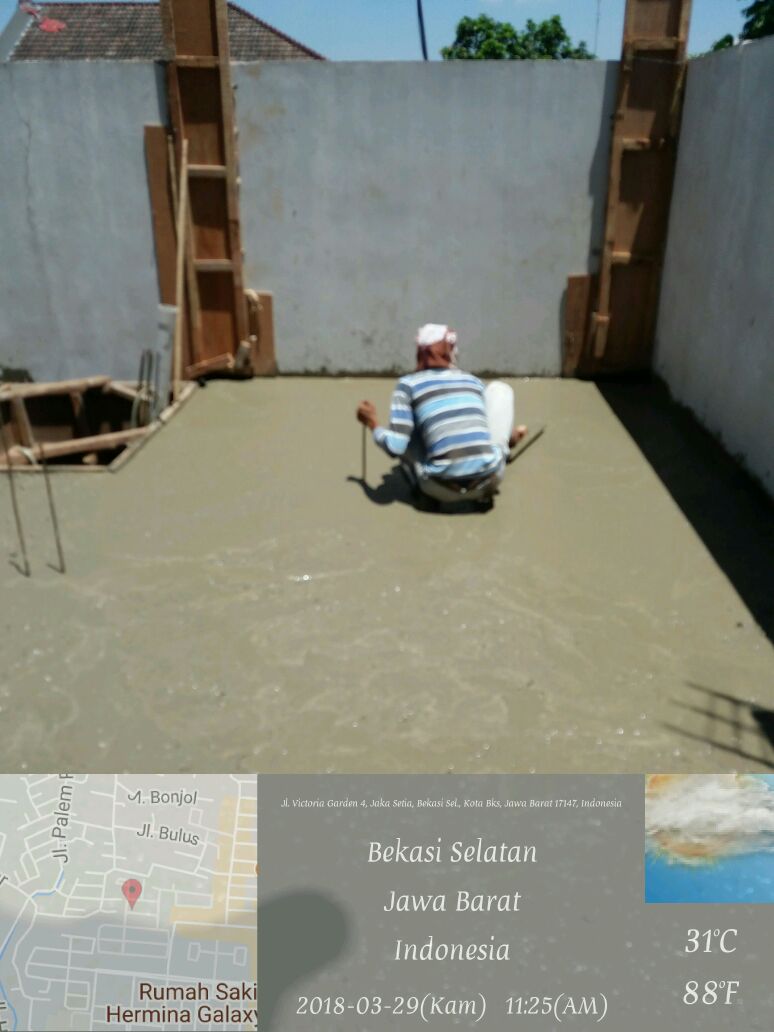 Jl. Palem
M. Bonjol
Jl. Bulus
Rumah Saki
Hermina Galaxy
Jl. Victoria Garden 4, Jaka Setia, Bekasi Sel., Kota Bks, Jawa Barat 17147, Indonesia
Bekasi Selatan
Jawa Barat
Indonesia
2018-03-29(Kam) 11:25(AM)
31°C
88°F